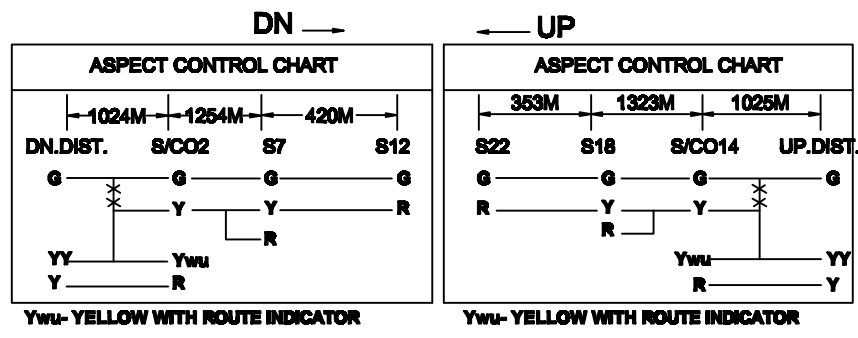 DN UP
ASPECT CONTROL CHART
1024M 1254M 420M
DN.DIST. S/CO2 S7 S12
G G G G
Y Y R
R
YY Ywu
Y R
Ywu- YELLOW WITH ROUTE INDICATOR
ASPECT CONTROL CHART
353M 1323M 1025M
S22 S18 S/CO14 UP.DIST.
G G G G
R Y Y
R
Ywu YY
R Y
Ywu- YELLOW WITH ROUTE INDICATOR